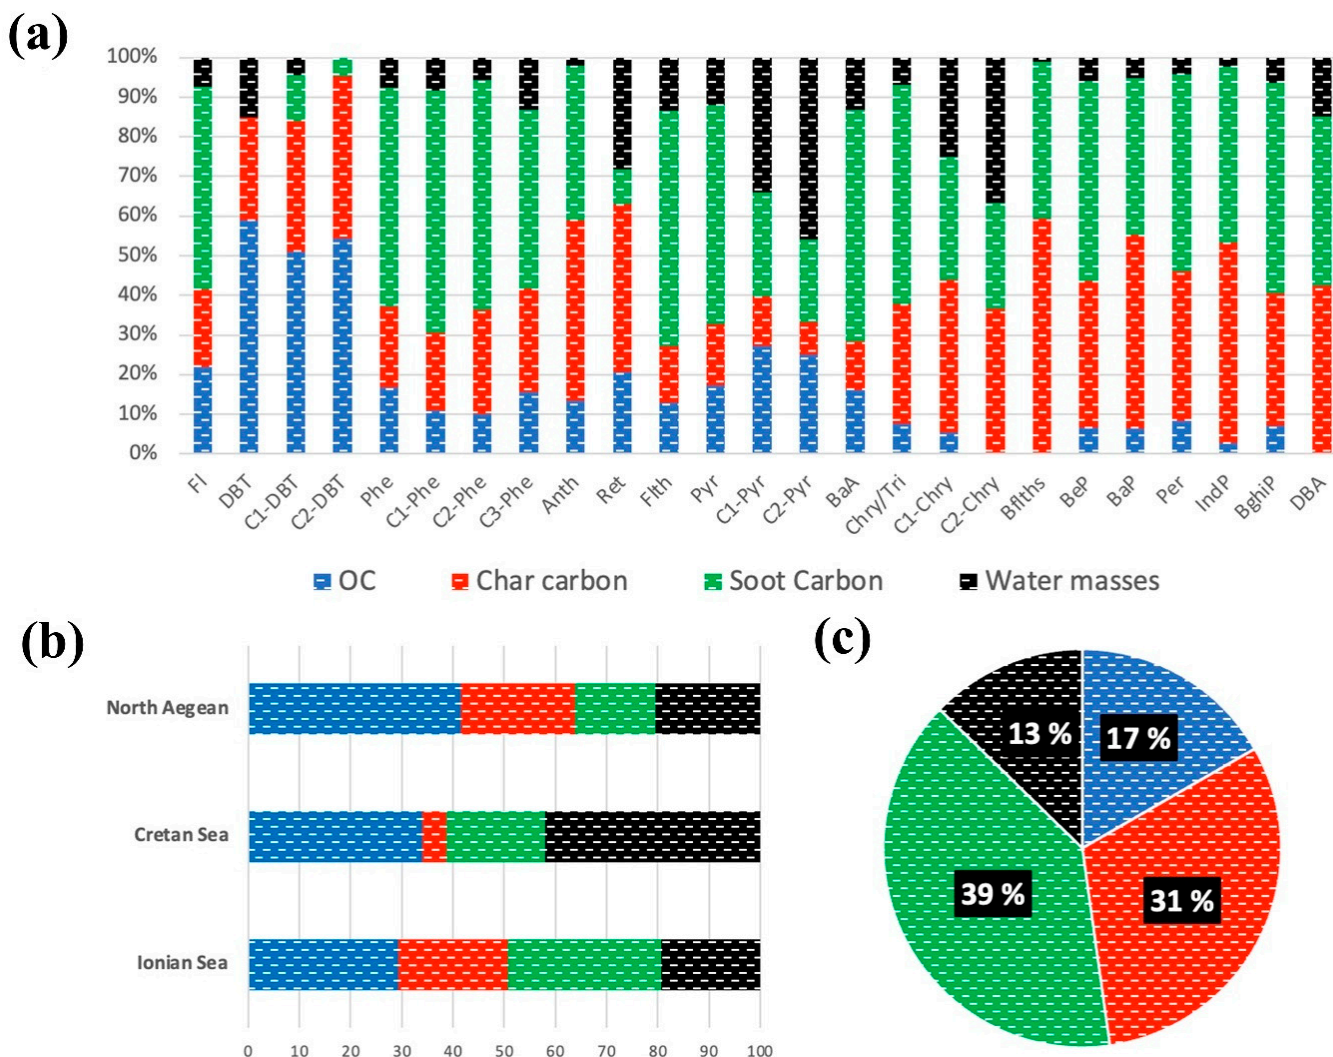 (a)
100%
90%
80%
70%
60%
50%
40%
30%
20%
10%
0%
Fl DBT C1-DBT C2-DBT Phe C1-Phe C2-Phe C3-Phe Anth Ret Flth Pyr C1-Pyr C2-Pyr BaA Chry/Tri C1-Chry C2-Chry Bflths BeP BaP Per IndP BghiP DBA
OC Char carbon Soot Carbon Water masses
(b)
North Aegean
Cretan Sea
Ionian Sea
0 10 20 30 40 50 60 70 80 90 100
(c)
13 % 17 %
39 % 31 %